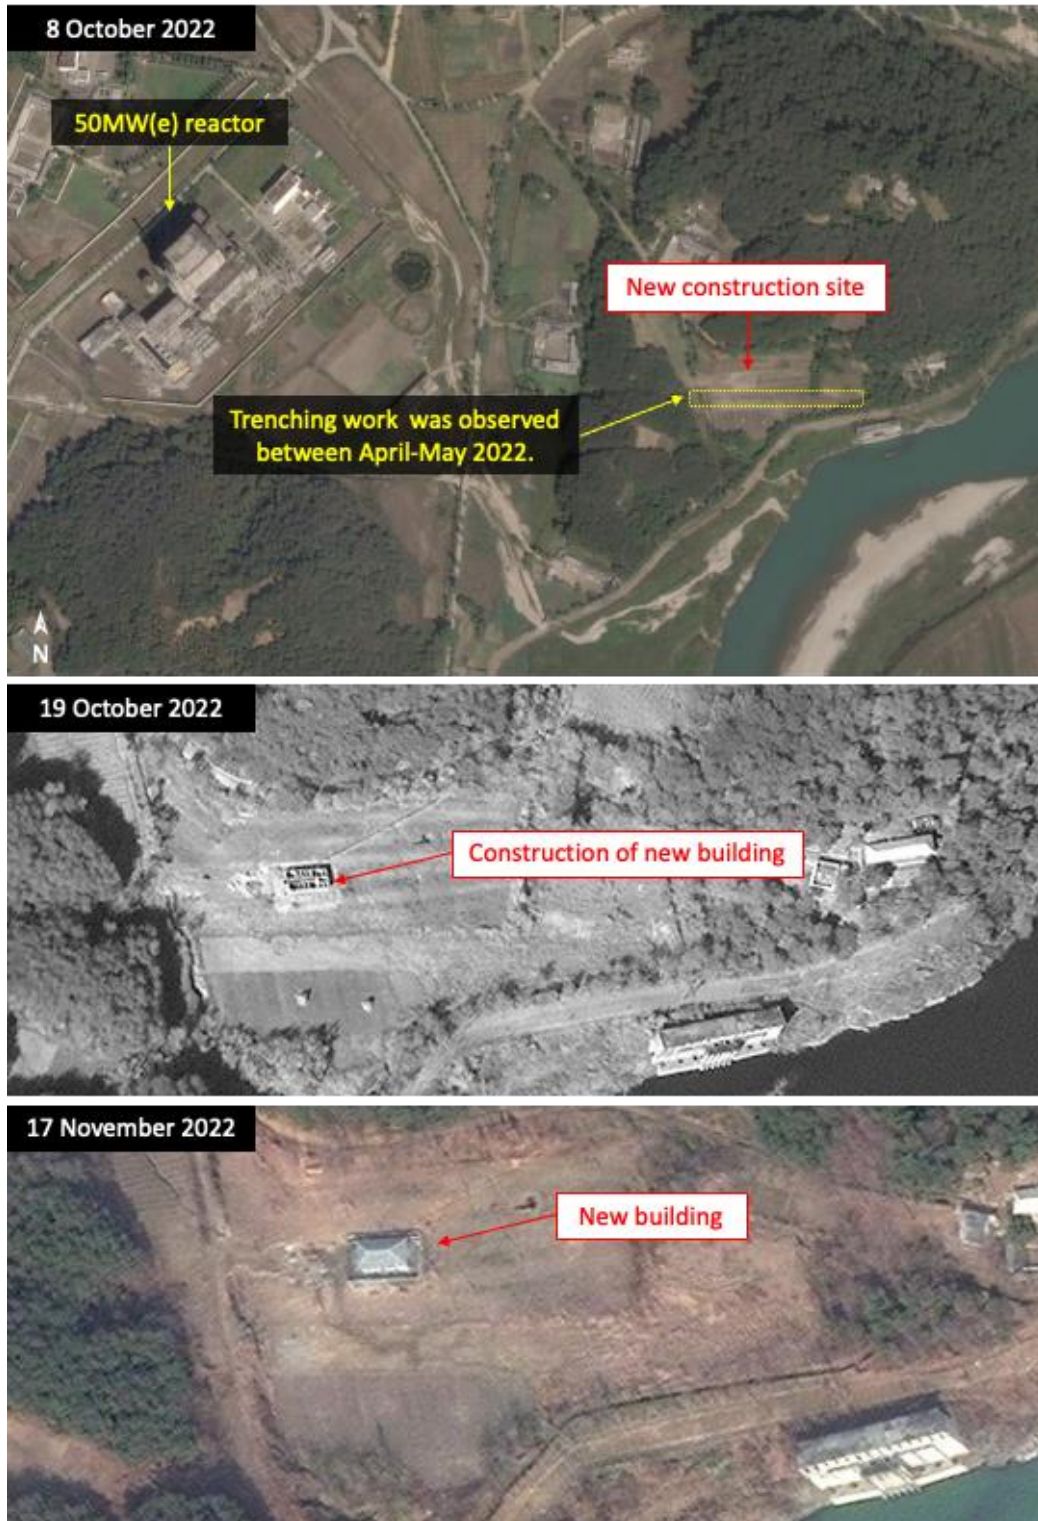 8 October 2022
50MW(e) reactor
New construction site
Trenching work was observed
between April-May 2022.
N
19 October 2022
Construction of new building
17 November 2022
New building